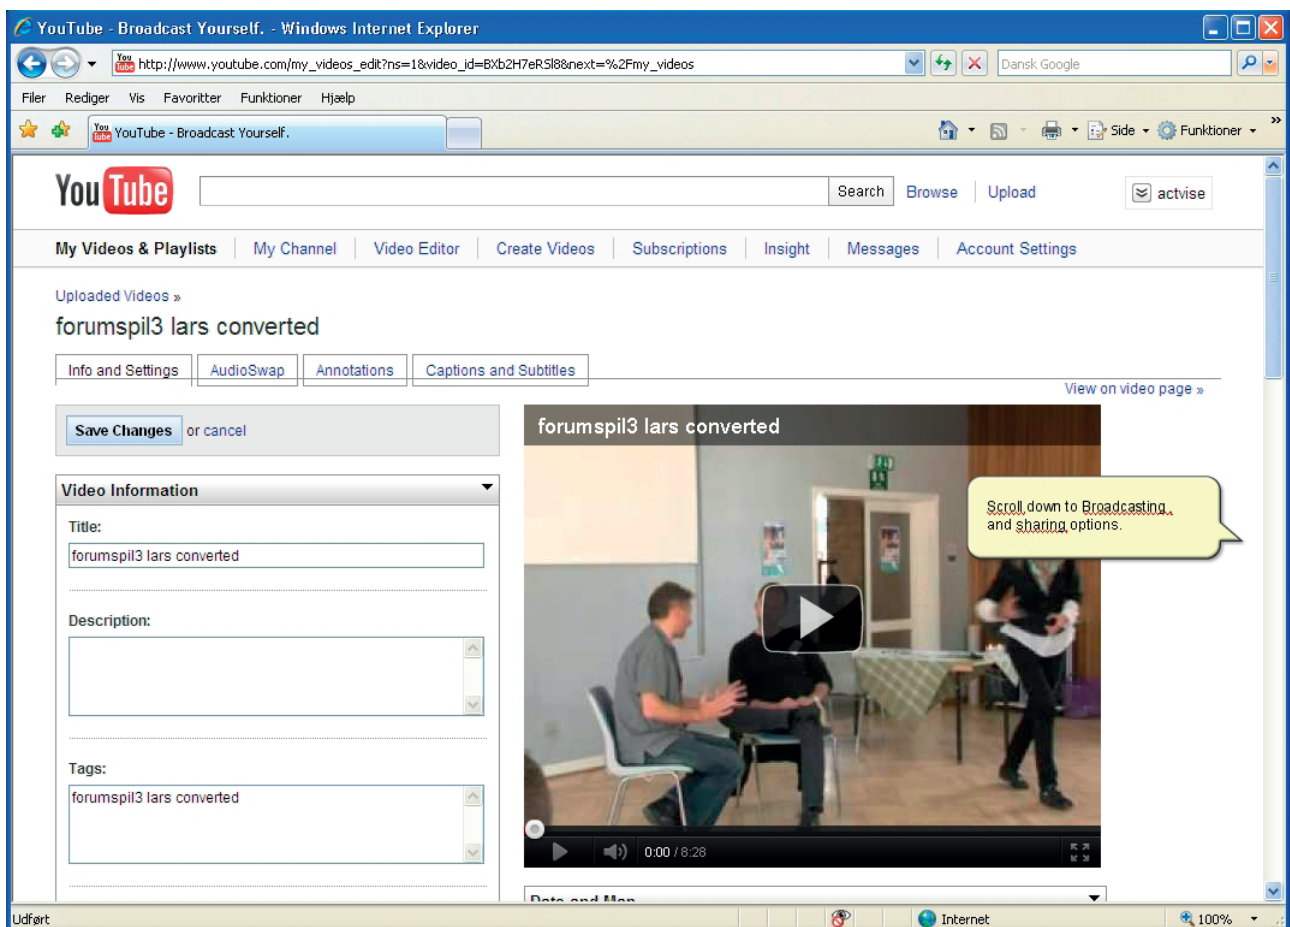 YouTube - Broadcast Yourself. - Windows Internet Explorer
http://www.youtube.com/my_videos_edit?ns=1&video_id=BXb2H7eRSl8&next=%2Fmy_videos
Dansk Google
Filer Rediger Vis Favoritter Funktioner Hjælp
YouTube - Broadcast Yourself.
Side Funktioner
YouTube
Search Browse Upload actvise
My Videos & Playlists My Channel Video Editor Create Videos Subscriptions Insight Messages Account Settings
Uploaded Videos »
forumspil3 lars converted
Info and Settings AudioSwap Annotations Captions and Subtitles
View on video page »
Save Changes or cancel
Video Information
Title:
forumspil3 lars converted
Description:
Tags:
forumspil3 lars converted
forumspil3 lars converted
Scroll down to Broadcasting
and sharing options.
0:00 / 8:28
Date and Map
Udført
Internet
100%